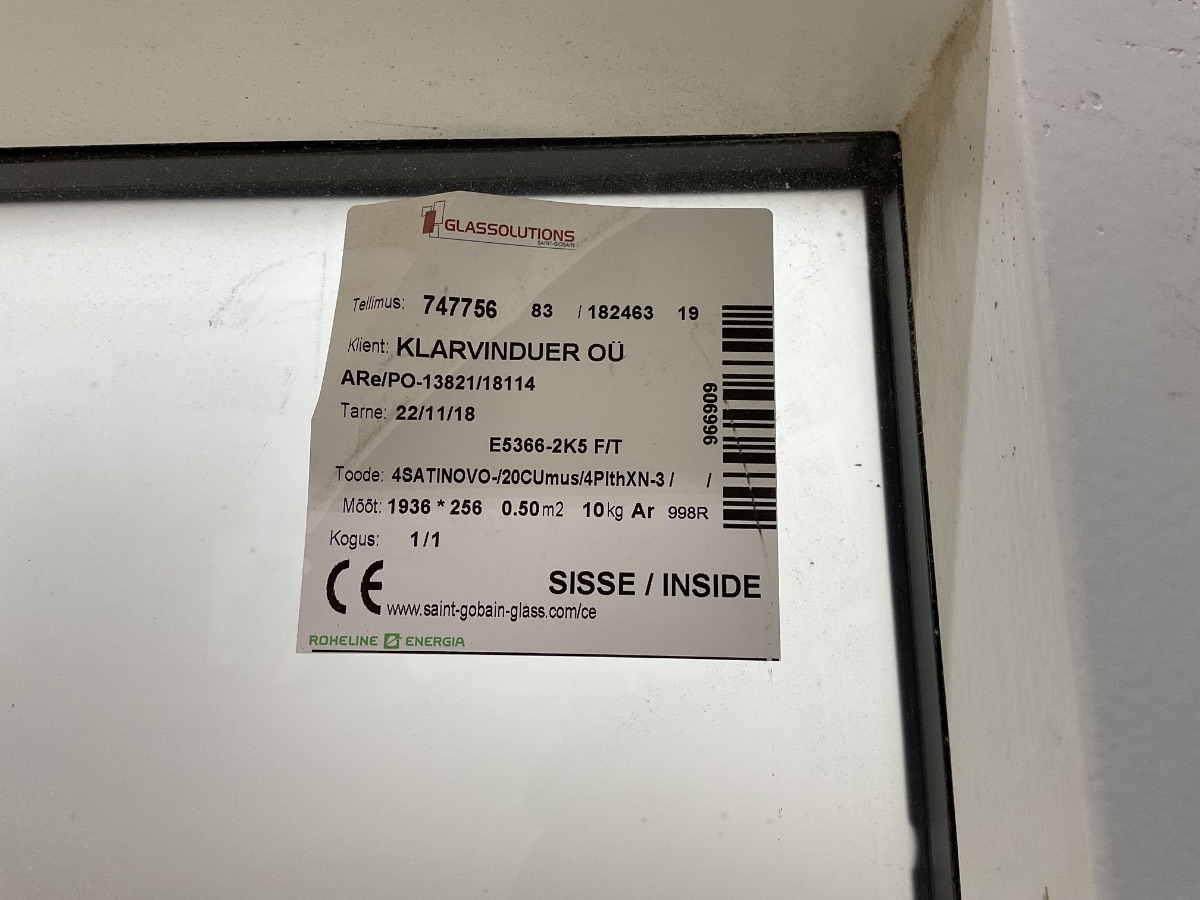 GLASSOLUTIONS
SAINT-GOBAIN
Tellimus: 747756 83 / 182463 19
Klient: KLARVINDUER OÜ
ARe/PO-13821/18114
Tarne: 22/11/18
E5366-2K5 F/T
Toode: 4SATINOVO-/20CUmus/4PlthXN-3 / /
Mõõt: 1936 * 256 0.50 m2 10 kg Ar 998R
Kogus: 1 / 1
966909
CE SISSE / INSIDE
www.saint-gobain-glass.com/ce
ROHELINE ENERGIA